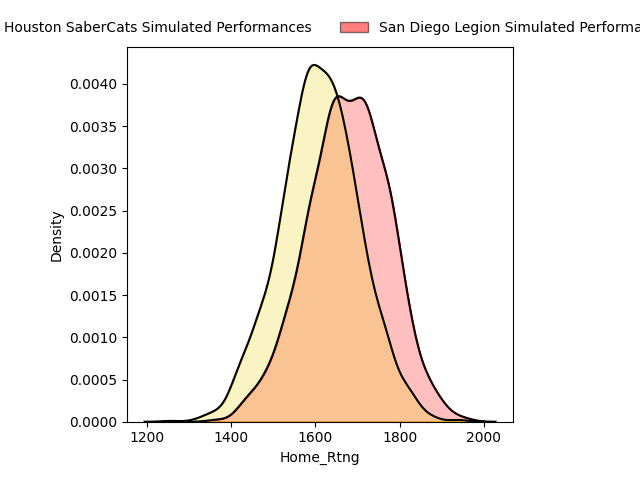 Houston SaberCats Simulated Performances
San Diego Legion Simulated
0.0040
0.0035
0.0030
0.0025
0.0020
0.0015
0.0010
0.0005
0.0000
Density
1200 1400 1600 1800 2000
Home_Rtng